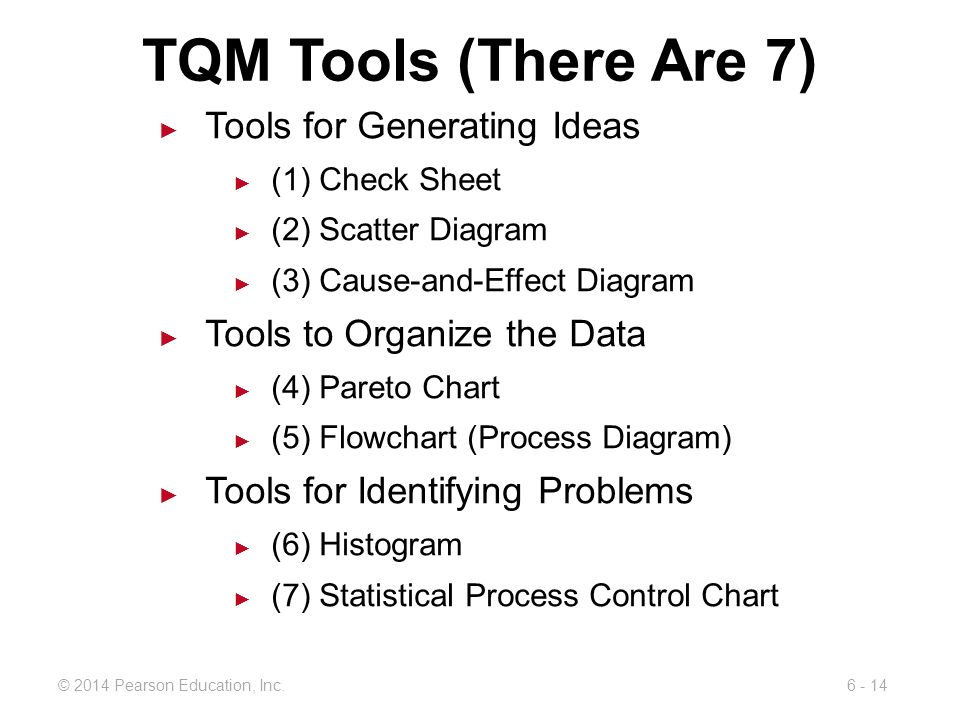 TQM Tools (There Are 7)
► Tools for Generating Ideas
► (1) Check Sheet
► (2) Scatter Diagram
► (3) Cause-and-Effect Diagram
► Tools to Organize the Data
► (4) Pareto Chart
► (5) Flowchart (Process Diagram)
► Tools for Identifying Problems
► (6) Histogram
► (7) Statistical Process Control Chart
© 2014 Pearson Education, Inc. 6 - 14